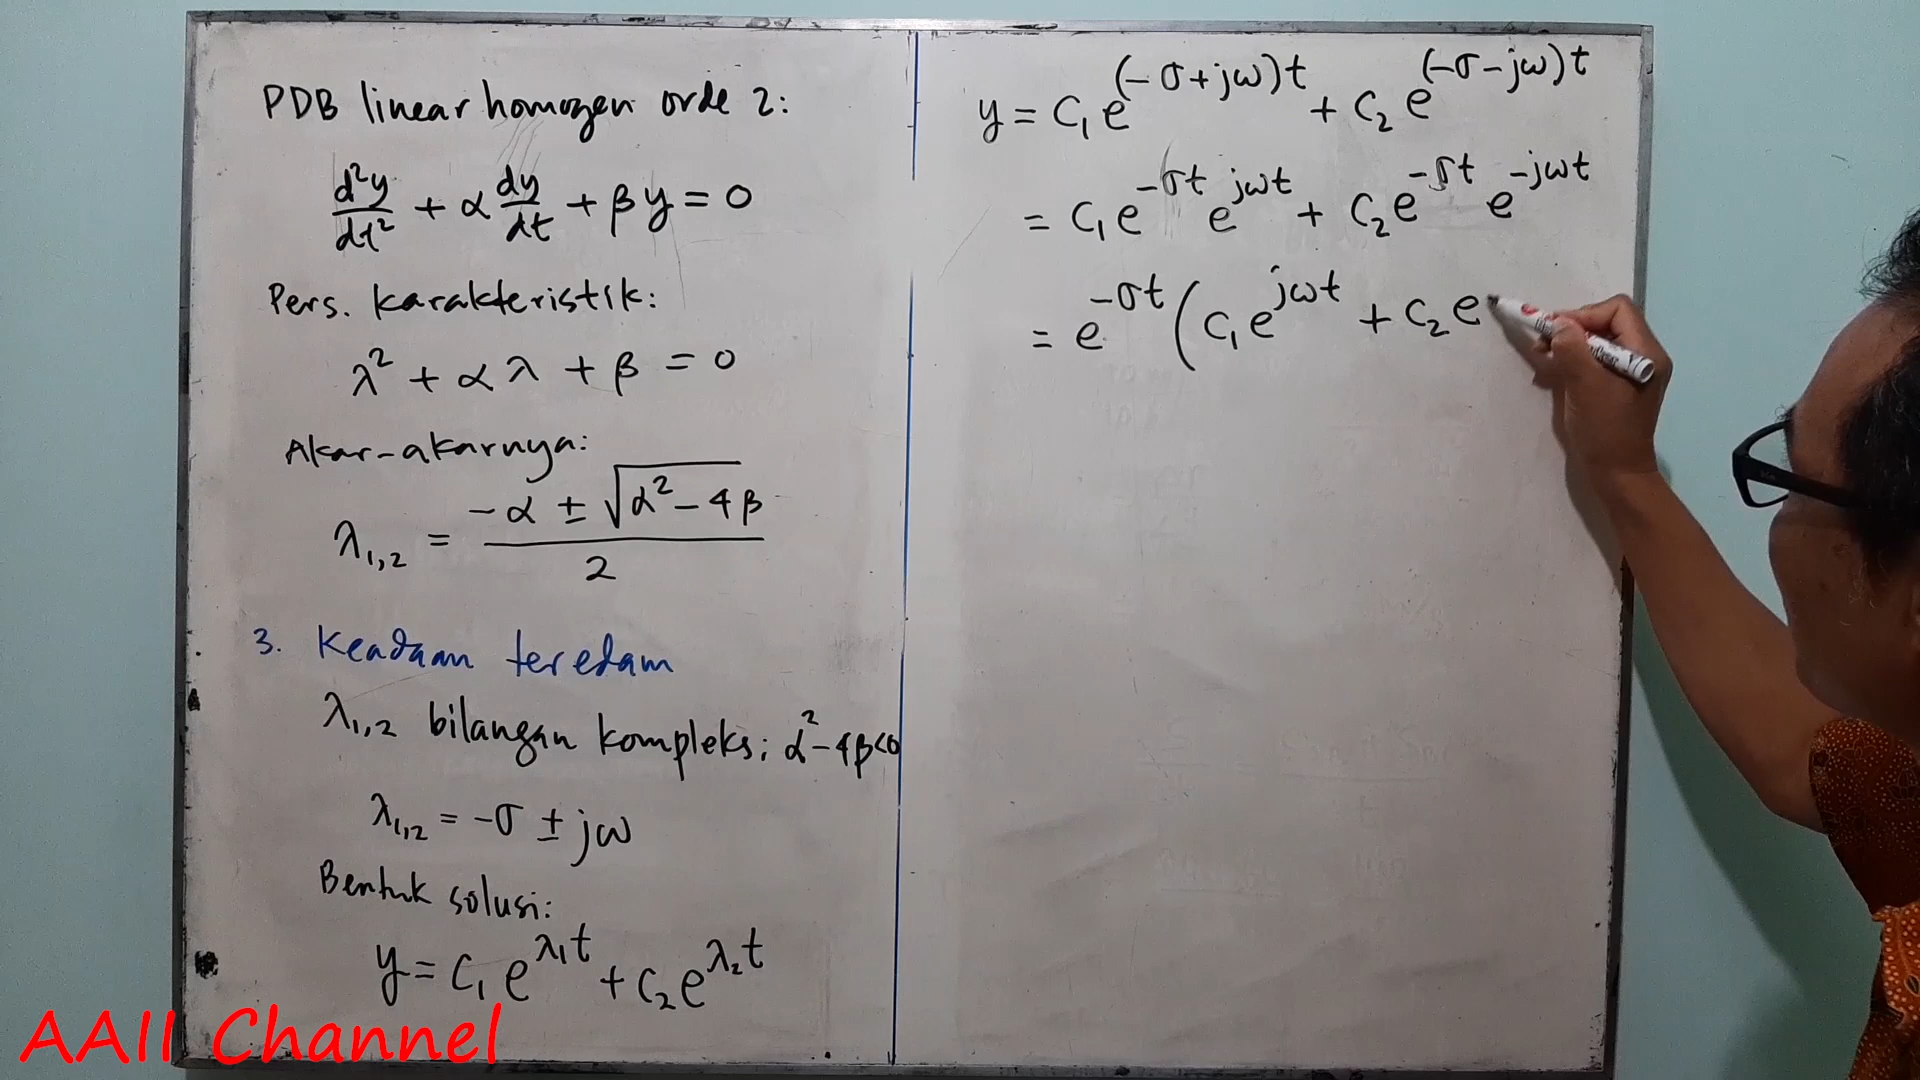 PDB linear homogen orde 2:
d²y/dt² + α dy/dt + βy = 0
Pers. karakteristik:
λ² + αλ + β = 0
Akar-akarnya:
λ₁,₂ = (-α ± √(α² - 4β))/2
3. Keadaan teredam
λ₁,₂ bilangan kompleks; α² - 4β < 0
λ₁,₂ = -σ ± jω
Bentuk solusi:
y = C₁ e^(λ₁t) + C₂ e^(λ₂t)
y = C₁ e^((-σ+jω)t) + C₂ e^((-σ-jω)t)
= C₁ e^(-σt) e^(jωt) + C₂ e^(-σt) e^(-jωt)
= e^(-σt) (C₁ e^(jωt) + C₂ e
AAII Channel